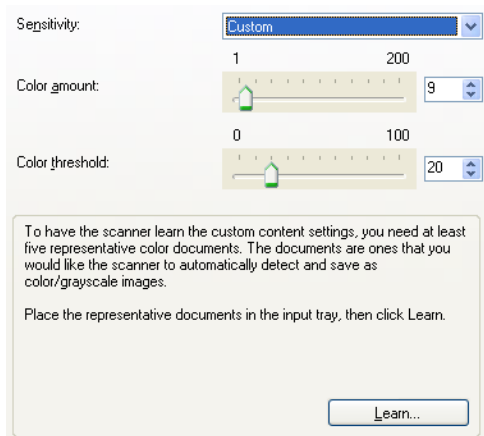 Sensitivity: Custom
1 200
Color amount: 9
0 100
Color threshold: 20
To have the scanner learn the custom content settings, you need at least
five representative color documents. The documents are ones that you
would like the scanner to automatically detect and save as
color/grayscale images.
Place the representative documents in the input tray, then click Learn.
Learn...